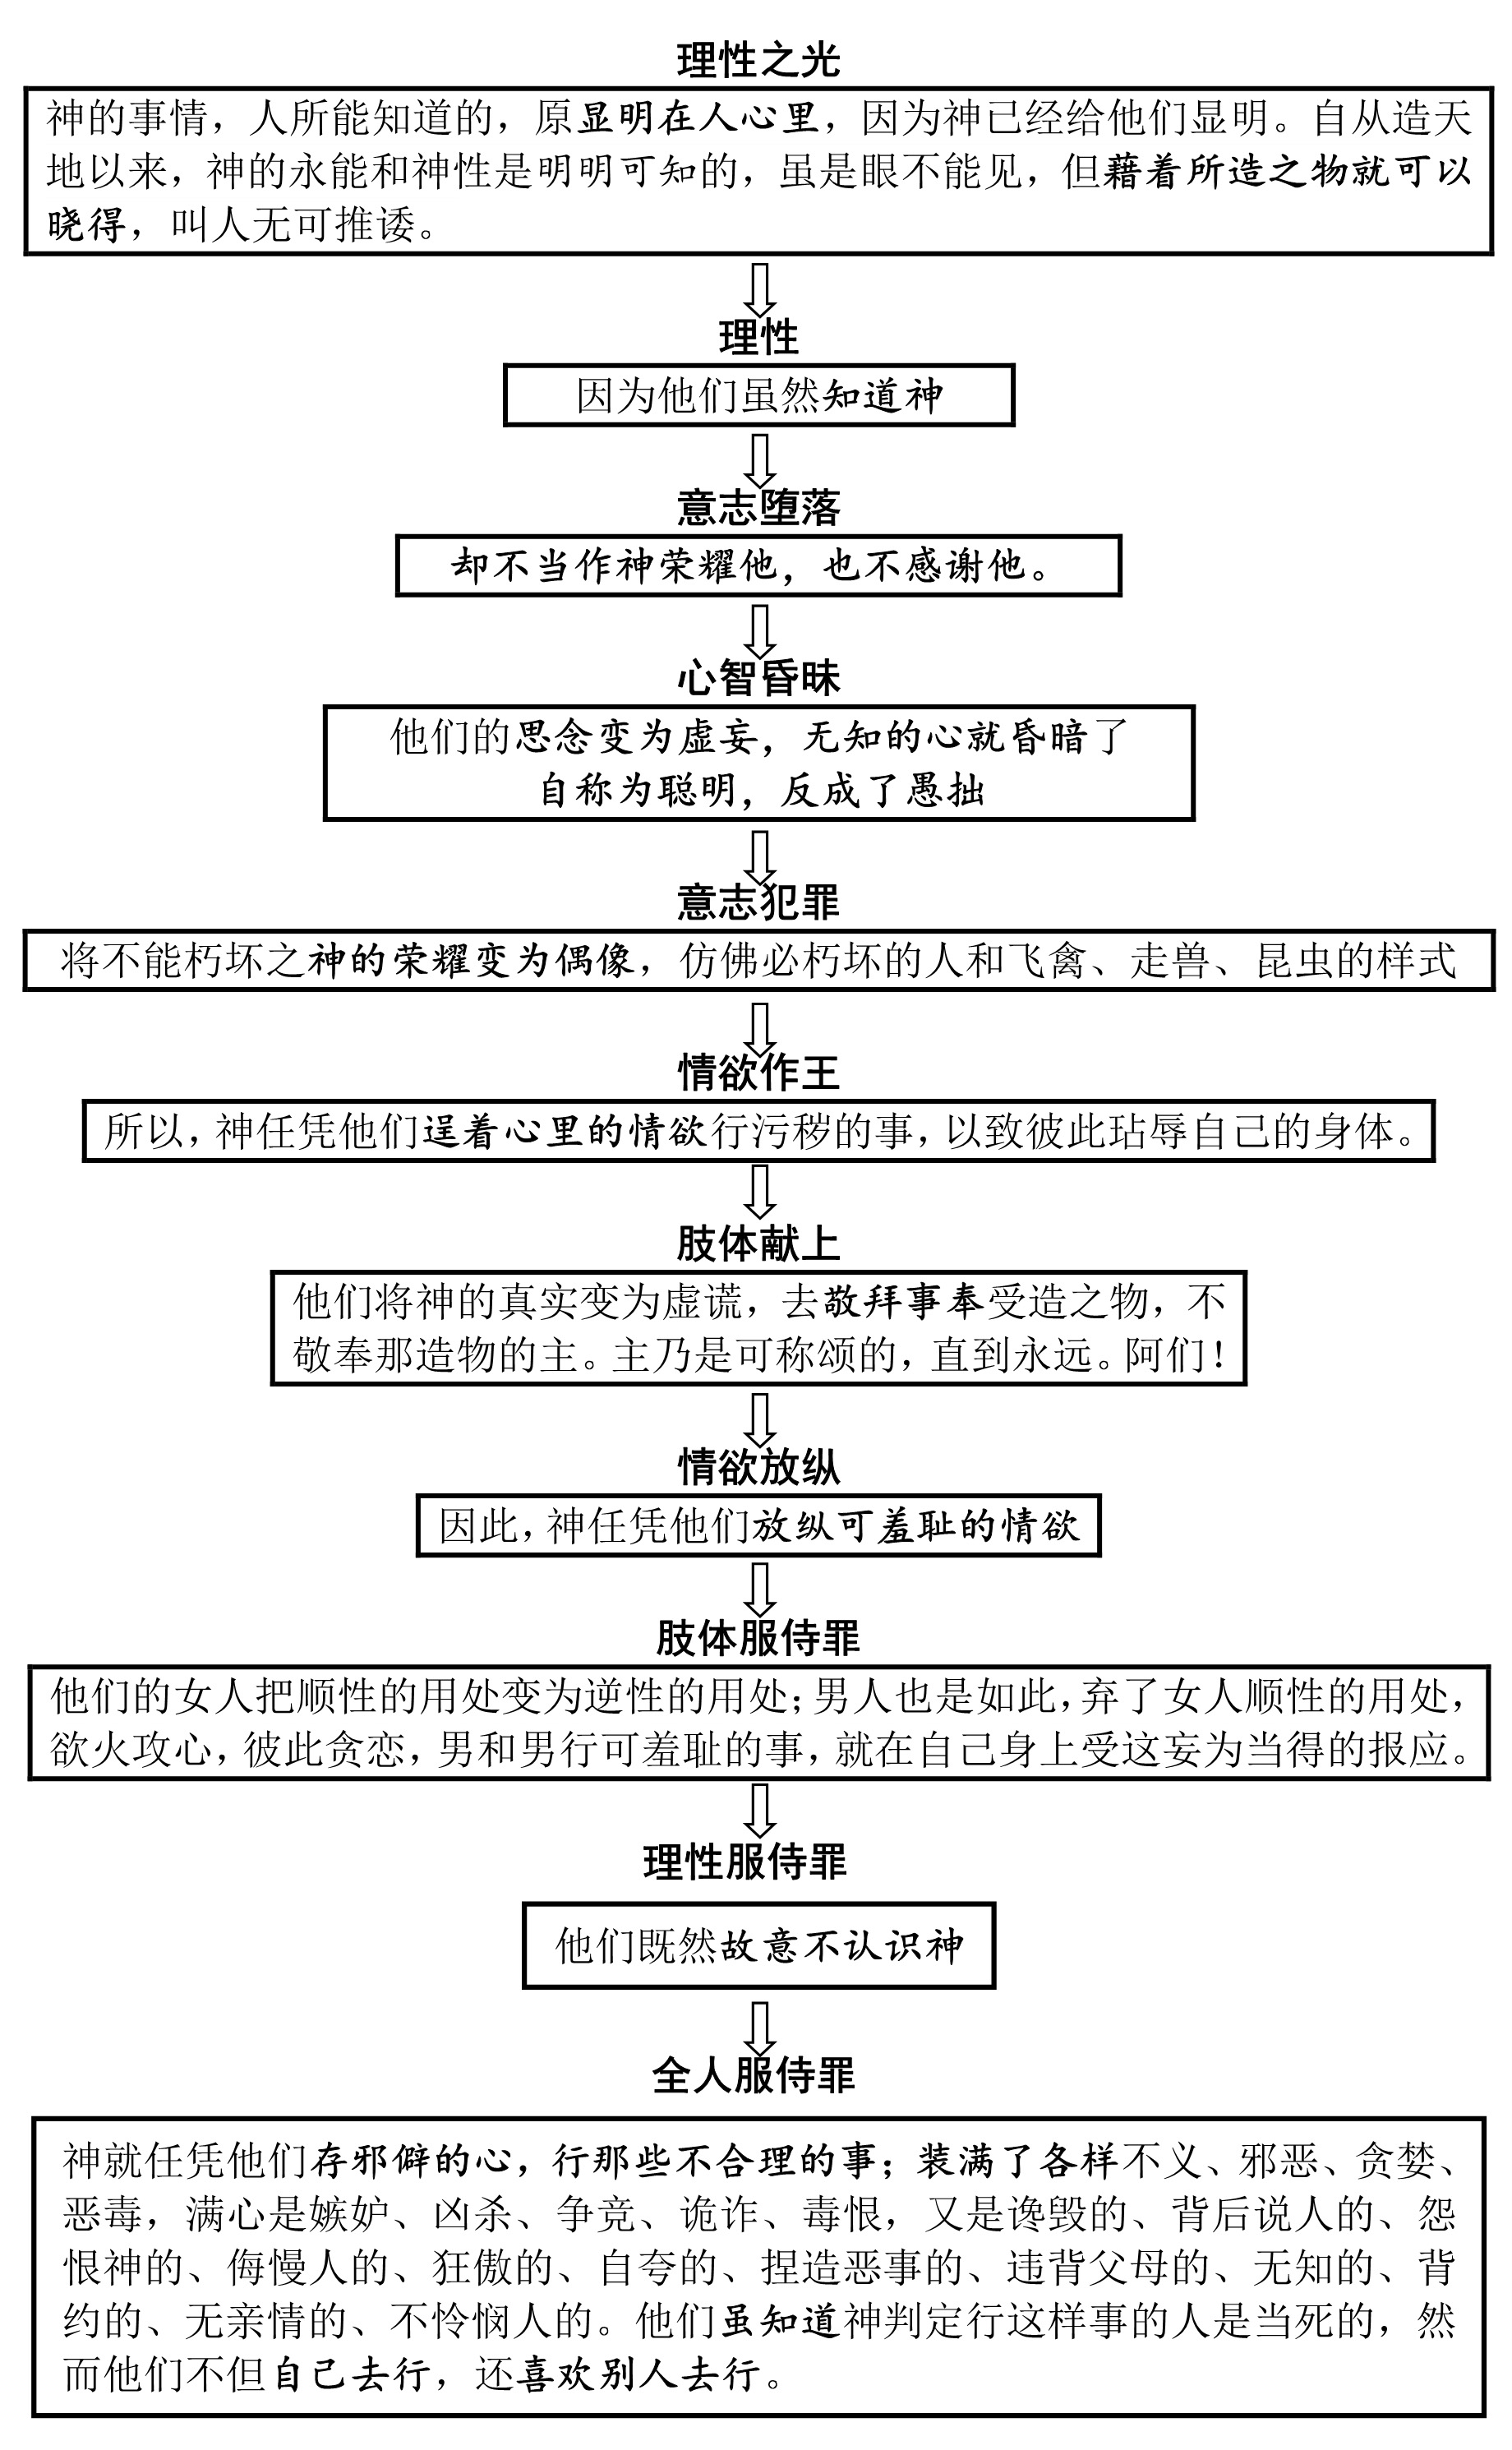 理性之光
神的事情，人所能知道的，原显明在人心里，因为神已经给他们显明。自从造天
地以来，神的永能和神性是明明可知的，虽是眼不能见，但藉着所造之物就可以
晓得，叫人无可推诿。
理性
因为他们虽然知道神
意志堕落
却不当作神荣耀他，也不感谢他。
心智昏昧
他们的思念变为虚妄，无知的心就昏暗了
自称为聪明，反成了愚拙
意志犯罪
将不能朽坏之神的荣耀变为偶像，仿佛必朽坏的人和飞禽、走兽、昆虫的样式
情欲作王
所以，神任凭他们逞着心里的情欲行污秽的事，以致彼此玷辱自己的身体。
肢体献上
他们将神的真实变为虚谎，去敬拜事奉受造之物，不
敬奉那造物的主。主乃是可称颂的，直到永远。阿们！
情欲放纵
因此，神任凭他们放纵可羞耻的情欲
肢体服侍罪
他们的女人把顺性的用处变为逆性的用处；男人也是如此，弃了女人顺性的用处，
欲火攻心，彼此贪恋，男和男行可羞耻的事，就在自己身上受这妄为当得的报应。
理性服侍罪
他们既然故意不认识神
全人服侍罪
神就任凭他们存邪僻的心，行那些不合理的事；装满了各样不义、邪恶、贪婪、
恶毒，满心是嫉妒、凶杀、争竞、诡诈、毒恨，又是谗毁的、背后说人的、怨
恨神的、侮慢人的、狂傲的、自夸的、捏造恶事的、违背父母的、无知的、背
约的、无亲情的、不怜悯人的。他们虽知道神判定行这样事的人是当死的，然
而他们不但自己去行，还喜欢别人去行。